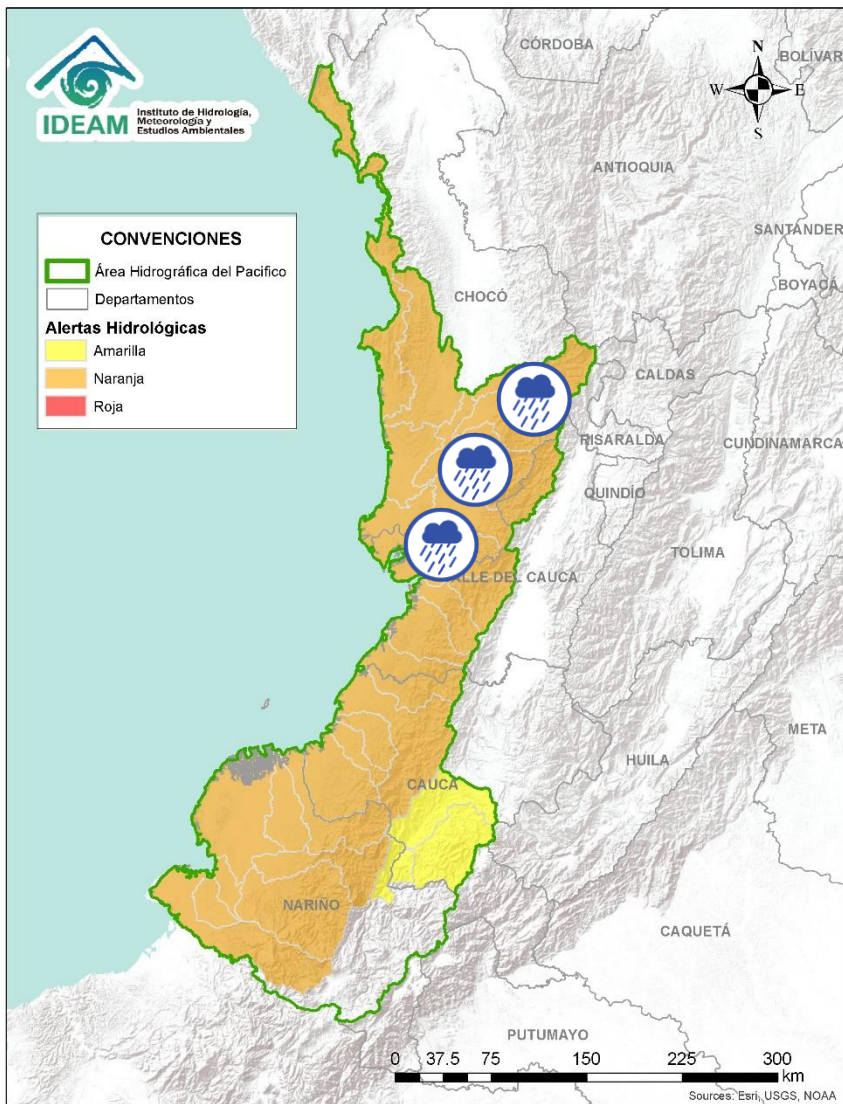 IDEAM
Instituto de Hidrología,
Meteorología y
Estudios Ambientales
CÓRDOBA
BOLÍVAR
N
W
E
S
ANTIOQUIA
SANTANDER
BOYACÁ
CONVENCIONES
Área Hidrográfica del Pacifico
Departamentos
Alertas Hidrológicas
Amarilla
Naranja
Roja
CHOCÓ
CALDAS
RISARALDA
CUNDINAMARCA
QUINDÍO
TOLIMA
ALLE DEL CAUCA
META
HUILA
CAUCA
NARIÑO
CAQUETÁ
PUTUMAYO
0 37.5 75 150 225 300
km
Sources: Esri, USGS, NOAA